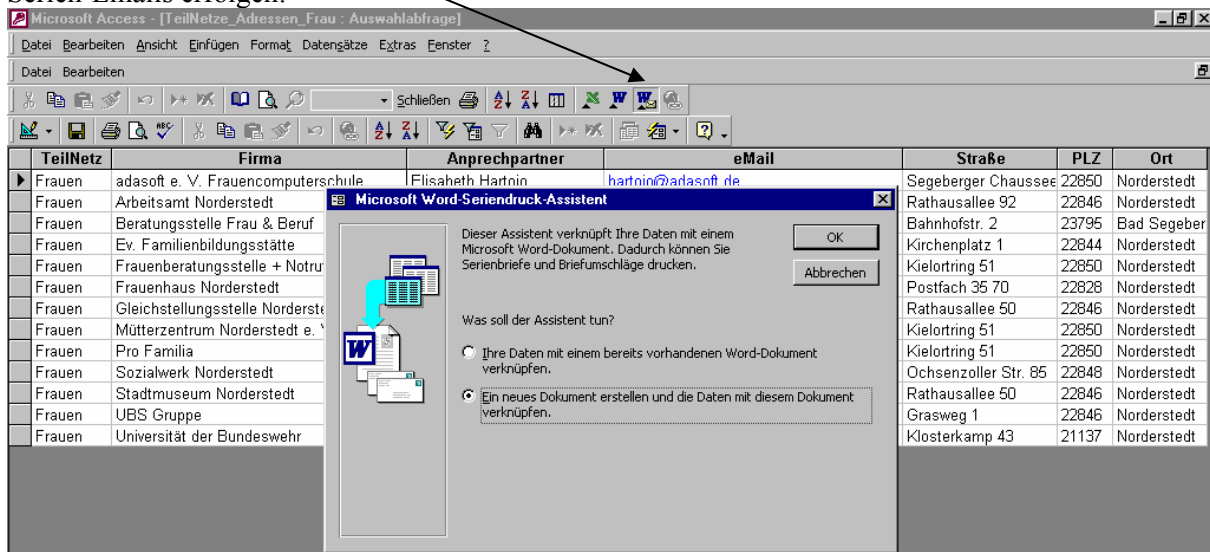 Serien-Emails erfolgen.
Microsoft Access - [TeilNetze_Adressen_Frau : Auswahlabfrage]
Datei Bearbeiten Ansicht Einfügen Format Datensätze Extras Fenster ?
Datei Bearbeiten
Schließen
TeilNetz Firma Anprechpartner eMail Straße PLZ Ort
Frauen adasoft e. V. Frauencomputerschule Elisabeth Hartoin hartoin@adasoft.de Segeberger Chaussee 22850 Norderstedt
Frauen Arbeitsamt Norderstedt Rathausallee 92 22846 Norderstedt
Frauen Beratungsstelle Frau & Beruf Bahnhofstr. 2 23795 Bad Segeber
Frauen Ev. Familienbildungsstätte Kirchenplatz 1 22844 Norderstedt
Frauen Frauenberatungsstelle + Notru Kielortring 51 22850 Norderstedt
Frauen Frauenhaus Norderstedt Postfach 35 70 22828 Norderstedt
Frauen Gleichstellungsstelle Norderste Rathausallee 50 22846 Norderstedt
Frauen Mütterzentrum Norderstedt e. Kielortring 51 22850 Norderstedt
Frauen Pro Familia Kielortring 51 22850 Norderstedt
Frauen Sozialwerk Norderstedt Ochsenzoller Str. 85 22848 Norderstedt
Frauen Stadtmuseum Norderstedt Rathausallee 50 22846 Norderstedt
Frauen UBS Gruppe Grasweg 1 22846 Norderstedt
Frauen Universität der Bundeswehr Klosterkamp 43 21137 Norderstedt
Microsoft Word-Seriendruck-Assistent
Dieser Assistent verknüpft Ihre Daten mit einem
Microsoft Word-Dokument. Dadurch können Sie
Serienbriefe und Briefumschläge drucken.
OK
Abbrechen
Was soll der Assistent tun?
Ihre Daten mit einem bereits vorhandenen Word-Dokument
verknüpfen.
Ein neues Dokument erstellen und die Daten mit diesem Dokument
verknüpfen.